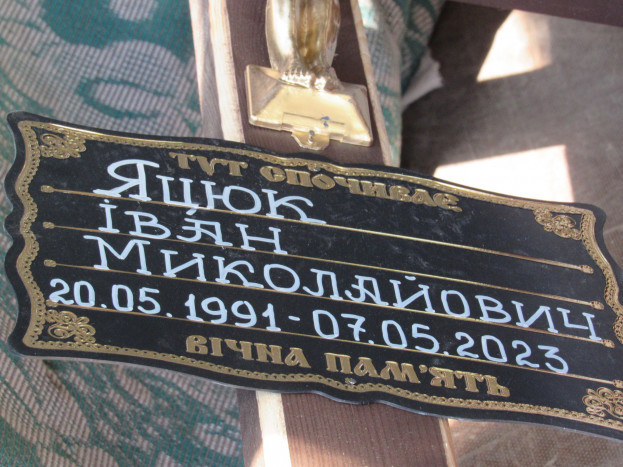 ТУТ СПОЧИВАЄ
ЯЦЮК
ІВАН
МИКОЛАЙОВИЧ
20.05.1991-07.05.2023
ВІЧНА ПАМ'ЯТЬ